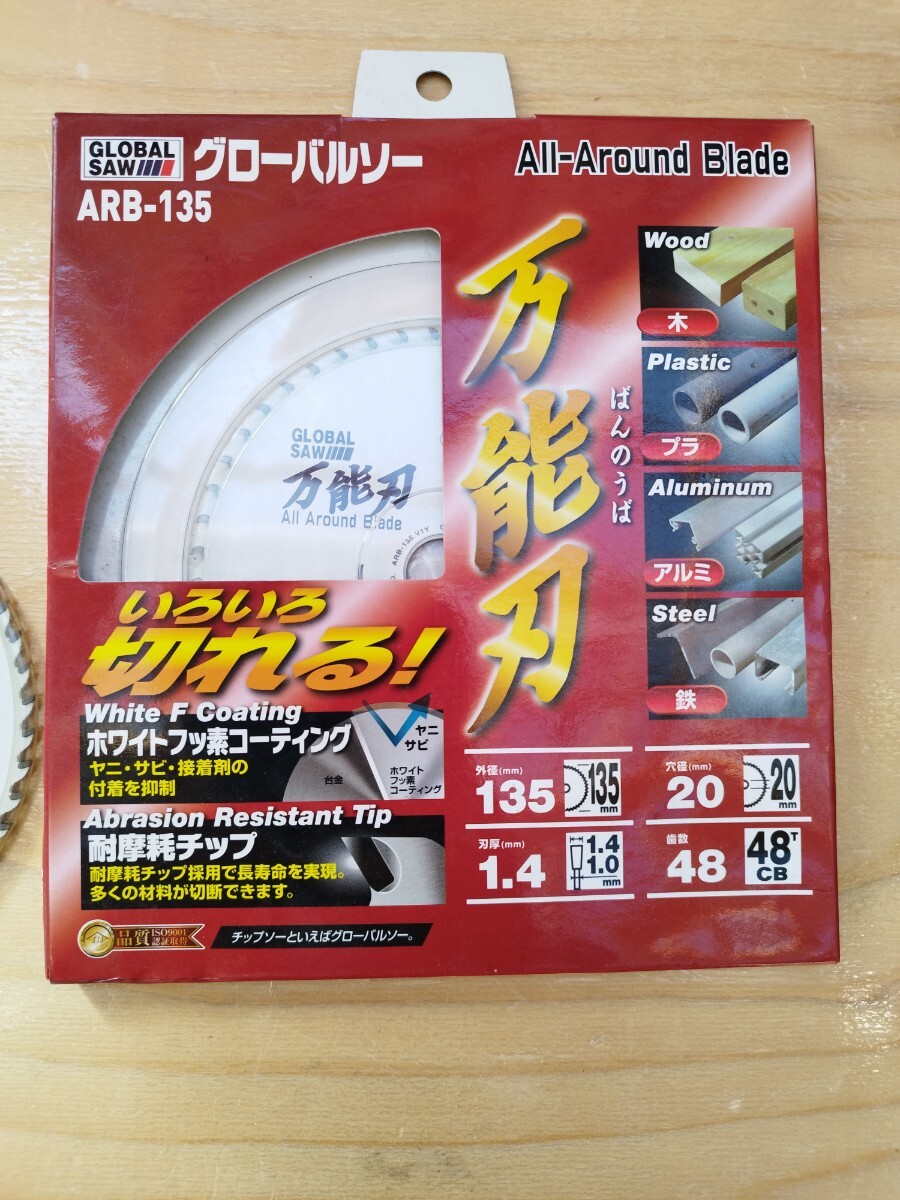 GLOBAL
SAW
グローバルソー
ARB-135
All-Around Blade
万能刃
ばんのうば
GLOBAL
SAW
万能刃
All Around Blade
ARB-135 V1Y
Wood
木
Plastic
プラ
Aluminum
アルミ
Steel
鉄
いろいろ
切れる!
White F Coating
ホワイトフッ素コーティング
ヤニ・サビ・接着剤の
付着を抑制
台金
ヤニ
サビ
ホワイト
フッ素
コーティング
Abrasion Resistant Tip
耐摩耗チップ
耐摩耗チップ採用で長寿命を実現。
多くの材料が切断できます。
外径(mm)
135
135
mm
穴径(mm)
20
20
mm
刃厚(mm)
1.4
1.4
1.0
mm
歯数
48
48T
CB
品質
ISO9001
認証取得
チップソーといえばグローバルソー。